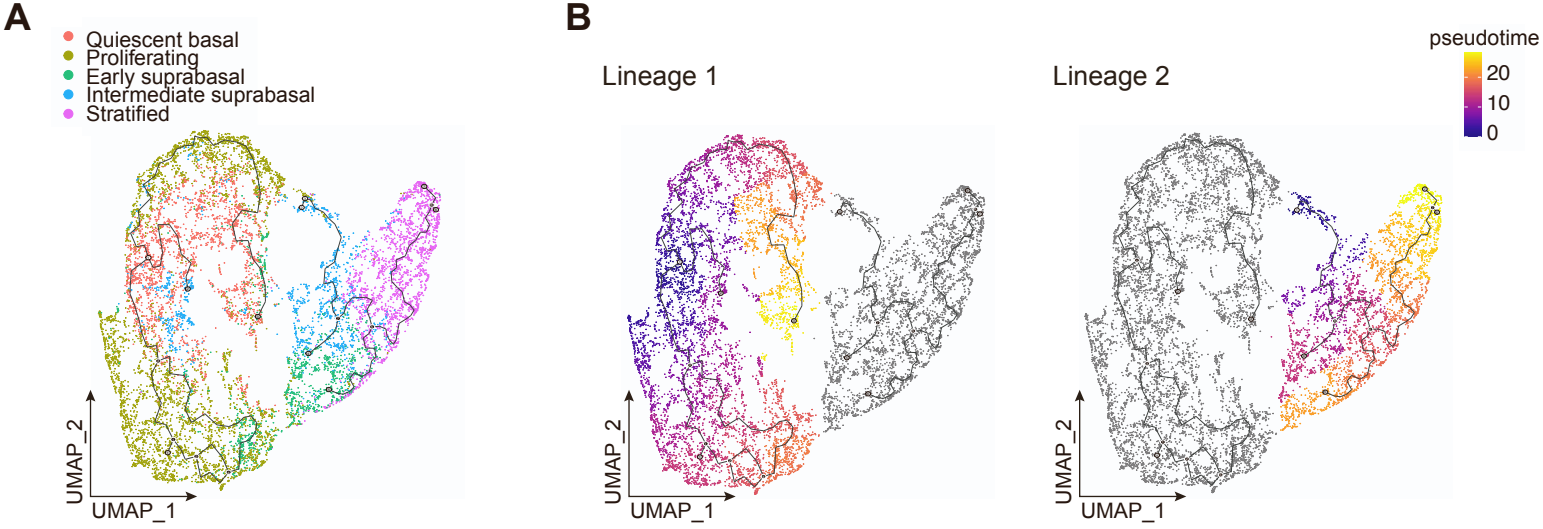 A
Quiescent basal
Proliferating
Early suprabasal
Intermediate suprabasal
Stratified
UMAP_2
UMAP_1
B
Lineage 1
UMAP_2
UMAP_1
Lineage 2
UMAP_2
UMAP_1
pseudotime
20
10
0